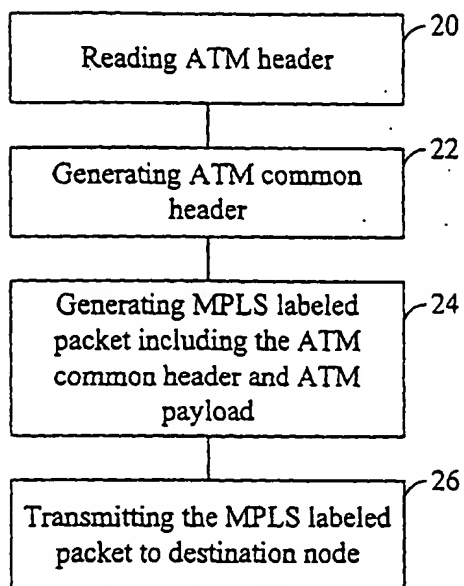 20
Reading ATM header
22
Generating ATM common
header
24
Generating MPLS labeled
packet including the ATM
common header and ATM
payload
26
Transmitting the MPLS labeled
packet to destination node